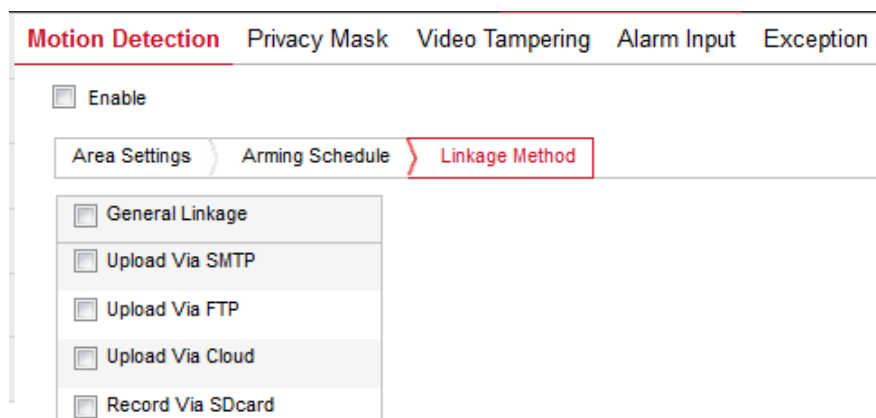 Motion Detection Privacy Mask Video Tampering Alarm Input Exception
Enable
Area Settings Arming Schedule Linkage Method
General Linkage
Upload Via SMTP
Upload Via FTP
Upload Via Cloud
Record Via SDcard